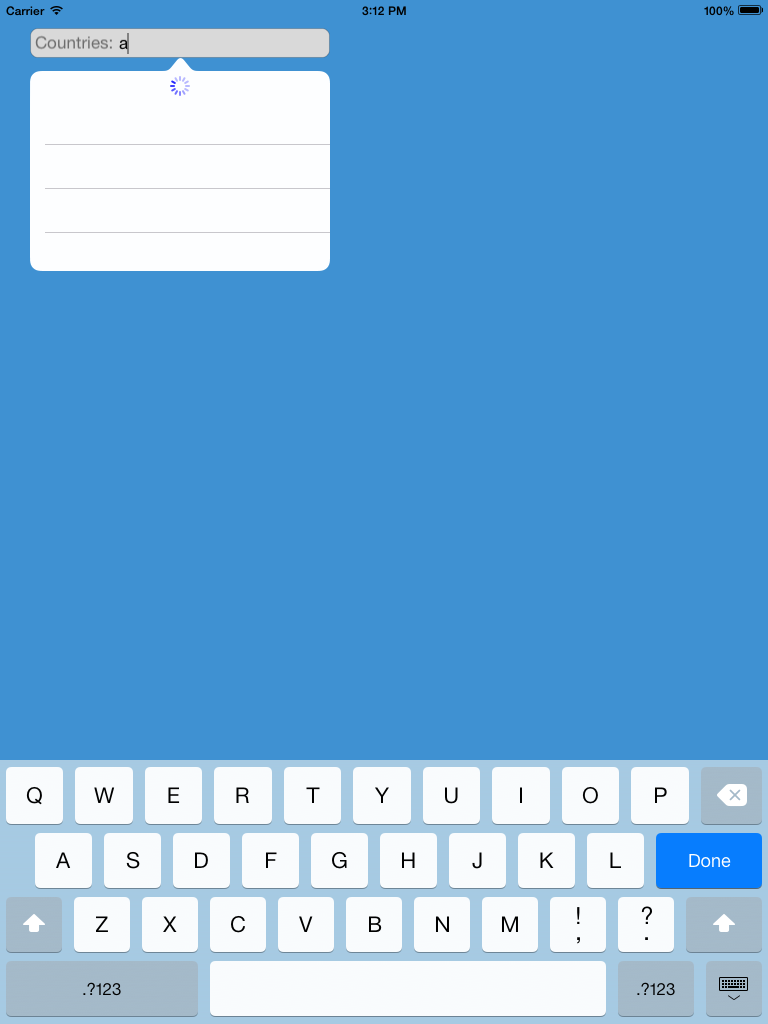 Carrier 3:12 PM 100%
Countries: a
Q W E R T Y U I O P
A S D F G H J K L Done
Z X C V B N M ! , ? .
.?123 .?123